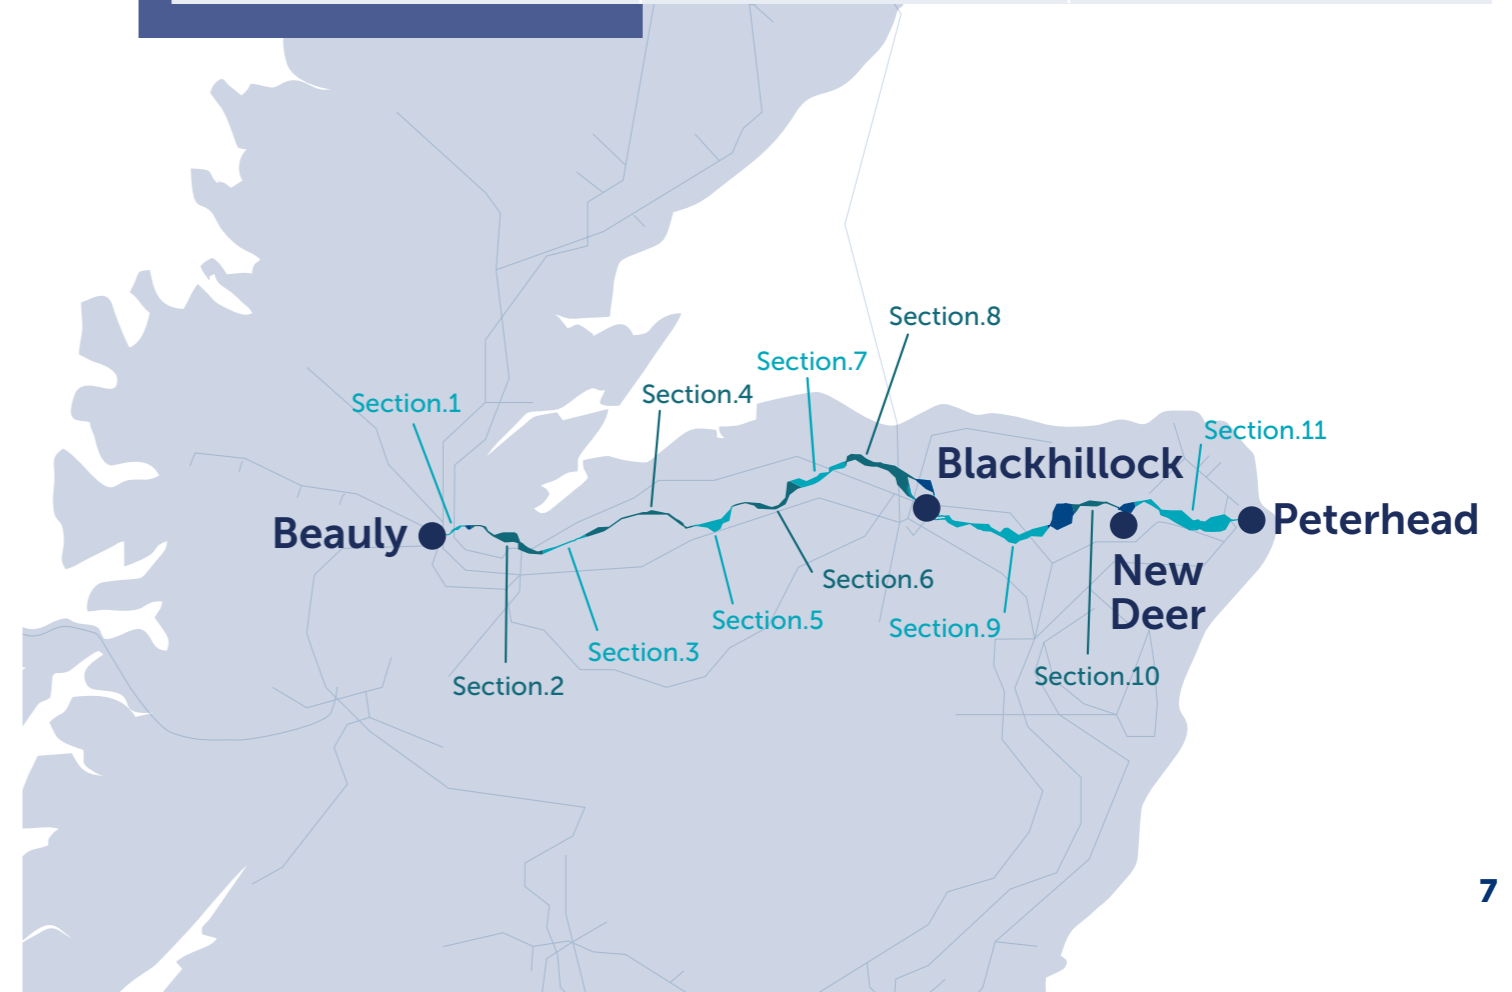 Section.8
Section.7
Section.4
Section.1
Section.11
Blackhillock
Beauly
Peterhead
New
Deer
Section.6
Section.5
Section.9
Section.3
Section.10
Section.2
7